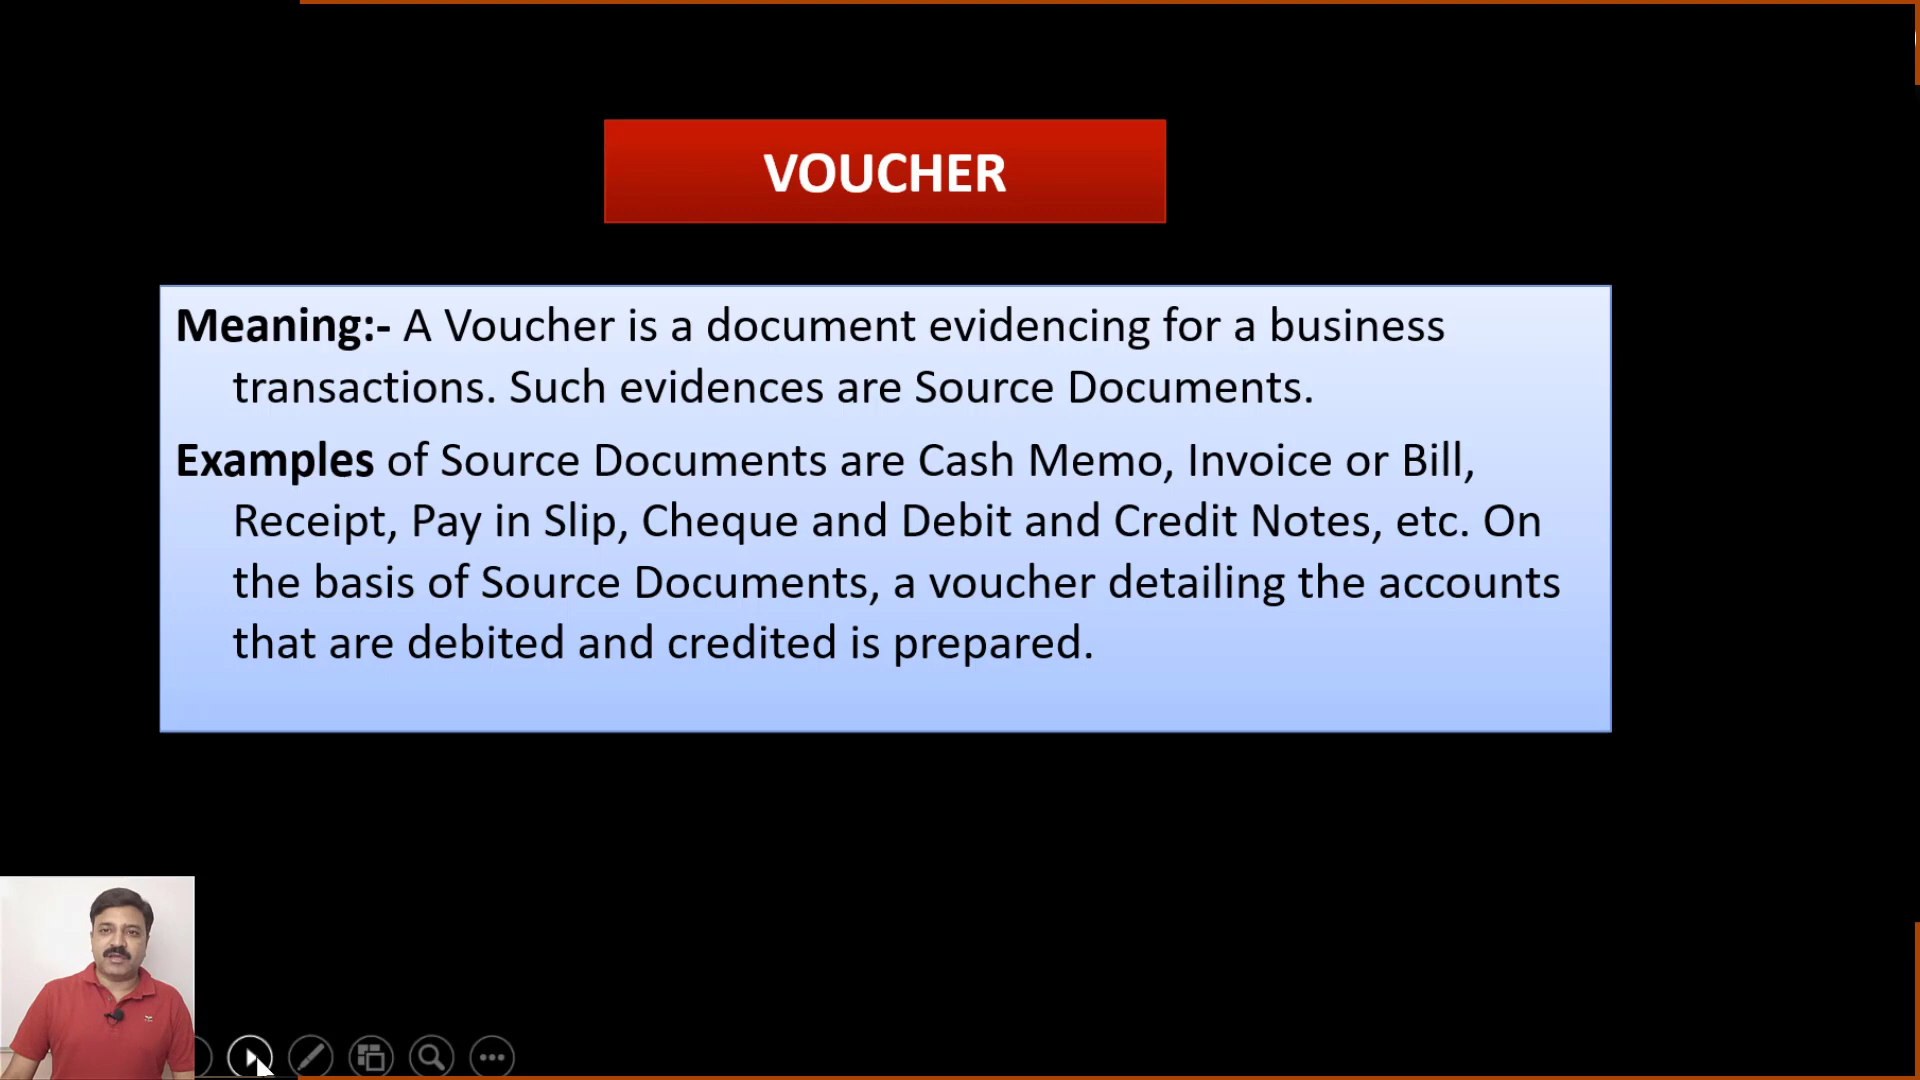 VOUCHER
Meaning:- A Voucher is a document evidencing for a business
transactions. Such evidences are Source Documents.
Examples of Source Documents are Cash Memo, Invoice or Bill,
Receipt, Pay in Slip, Cheque and Debit and Credit Notes, etc. On
the basis of Source Documents, a voucher detailing the accounts
that are debited and credited is prepared.